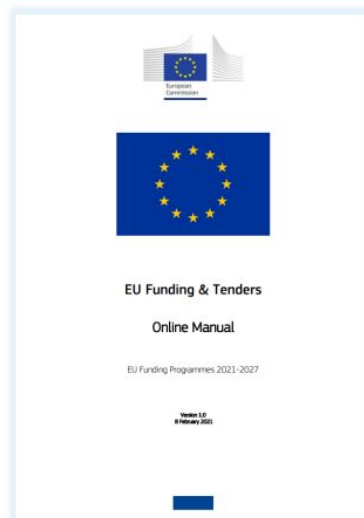 European
Commission
EU Funding & Tenders
Online Manual
EU Funding Programmes 2021-2027
Version 1.0
8 February 2021